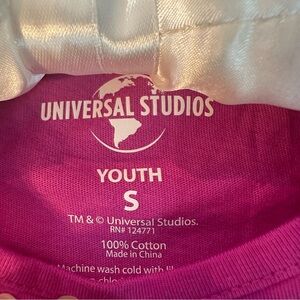 UNIVERSAL STUDIOS
YOUTH
S
TM & © Universal Studios.
RN# 124771
100% Cotton
Made in China
Machine wash cold with